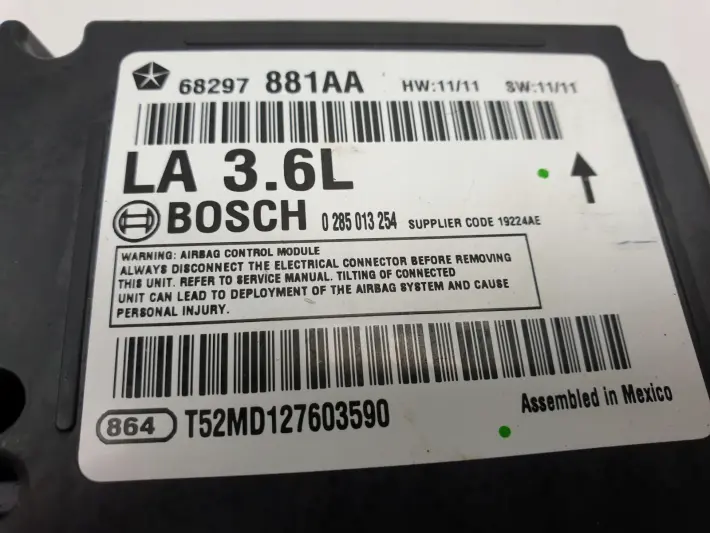 68297 881AA HW:11/11 SW:11/11
LA 3.6L
BOSCH 0 285 013 254 SUPPLIER CODE 19224AE
WARNING: AIRBAG CONTROL MODULE
ALWAYS DISCONNECT THE ELECTRICAL CONNECTOR BEFORE REMOVING
THIS UNIT. REFER TO SERVICE MANUAL. TILTING OF CONNECTED
UNIT CAN LEAD TO DEPLOYMENT OF THE AIRBAG SYSTEM AND CAUSE
PERSONAL INJURY.
864 T52MD127603590 Assembled in Mexico